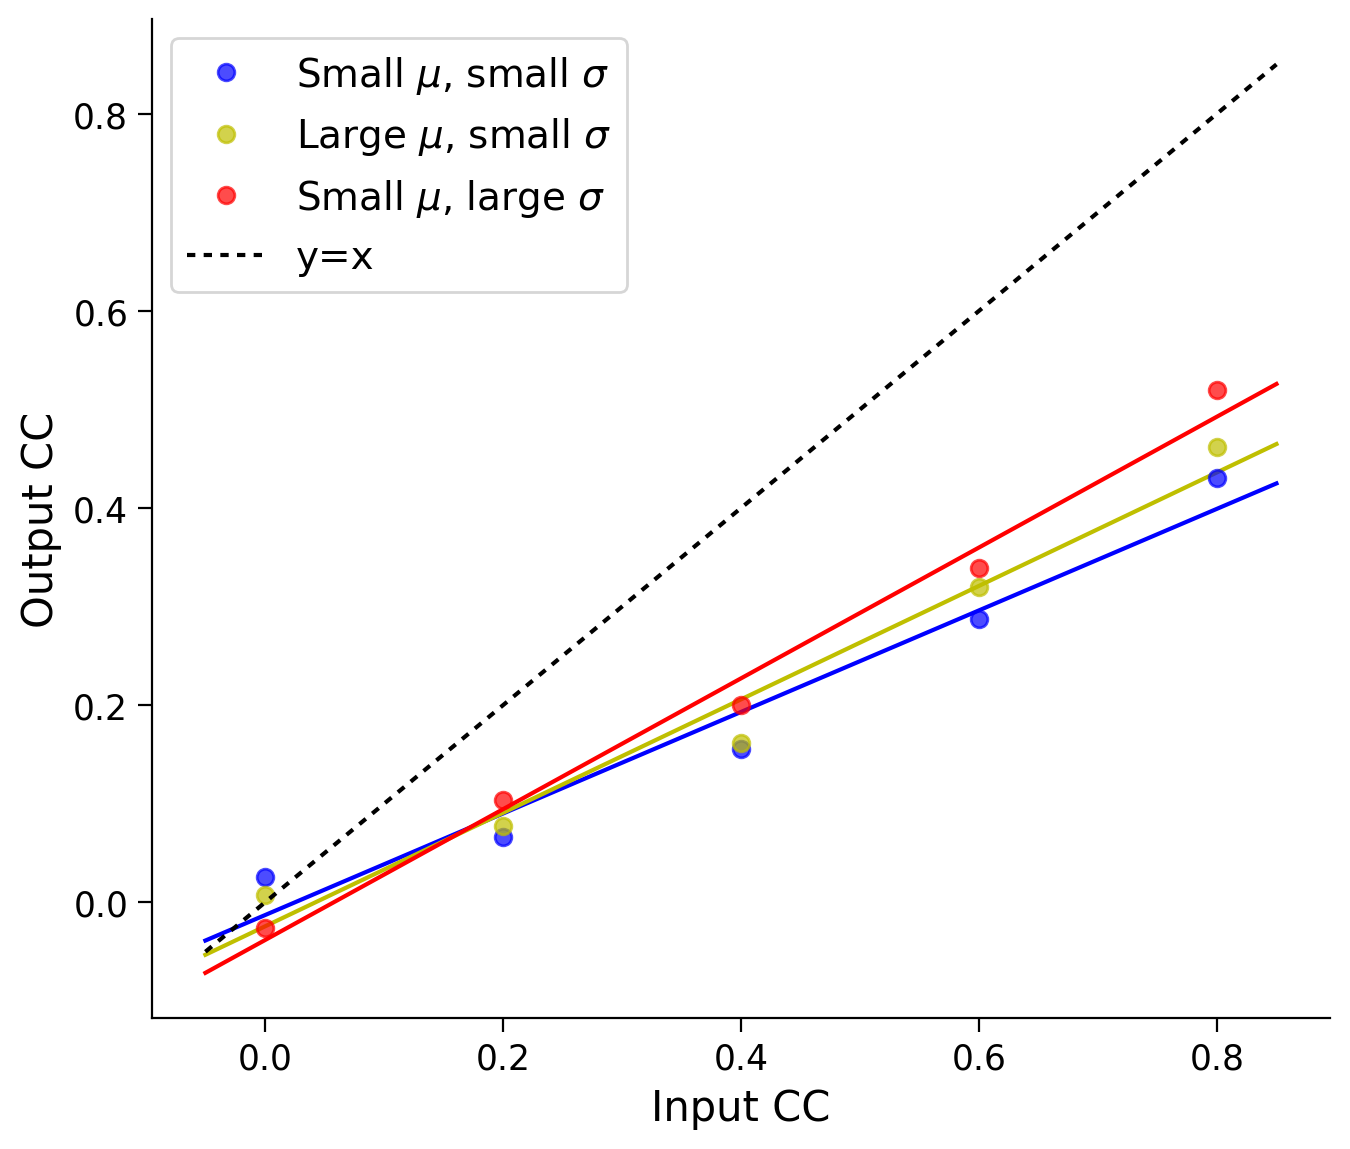 Small μ, small σ
Large μ, small σ
Small μ, large σ
y=x
0.8
0.6
0.4
0.2
0.0
Output CC
0.0 0.2 0.4 0.6 0.8
Input CC